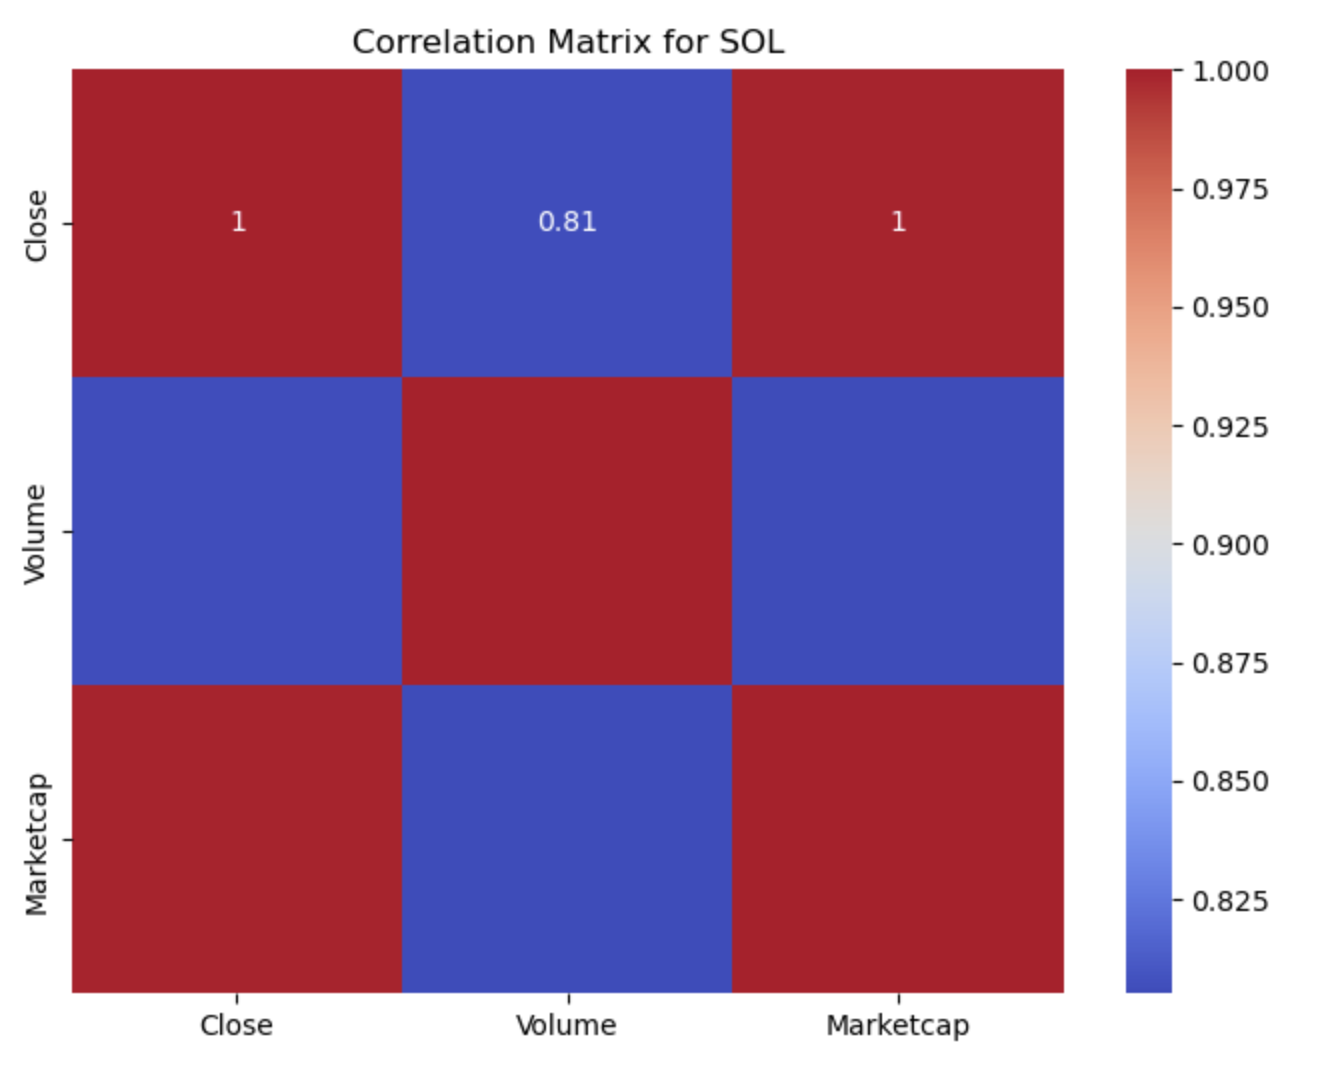 Correlation Matrix for SOL
Close
1
0.81
1
Volume
Marketcap
Close
Volume
Marketcap
1.000
0.975
0.950
0.925
0.900
0.875
0.850
0.825